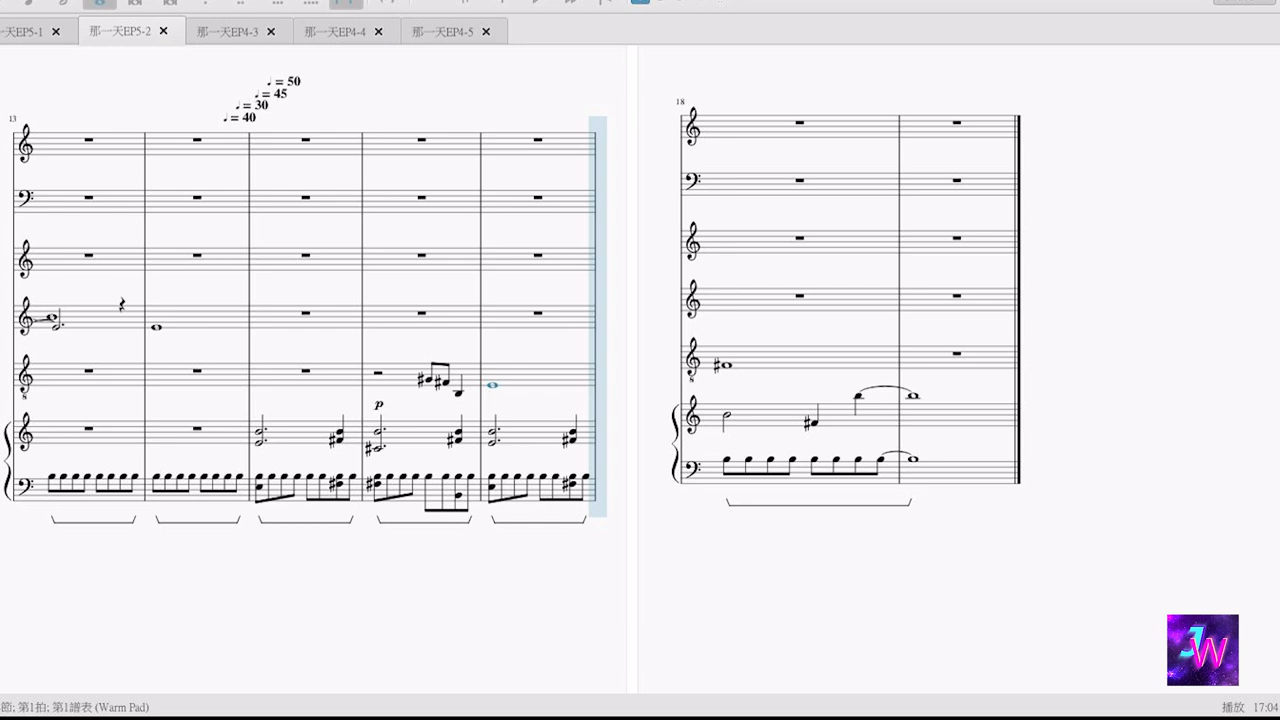 一天EP5-1
那一天EP5-2
那一天EP4-3
那一天EP4-4
那一天EP4-5
♩ = 50
♩ = 45
♩ = 30
♩ = 40
13
18
8
8
p
JW
節; 第1拍; 第1譜表 (Warm Pad)
播放 17:04